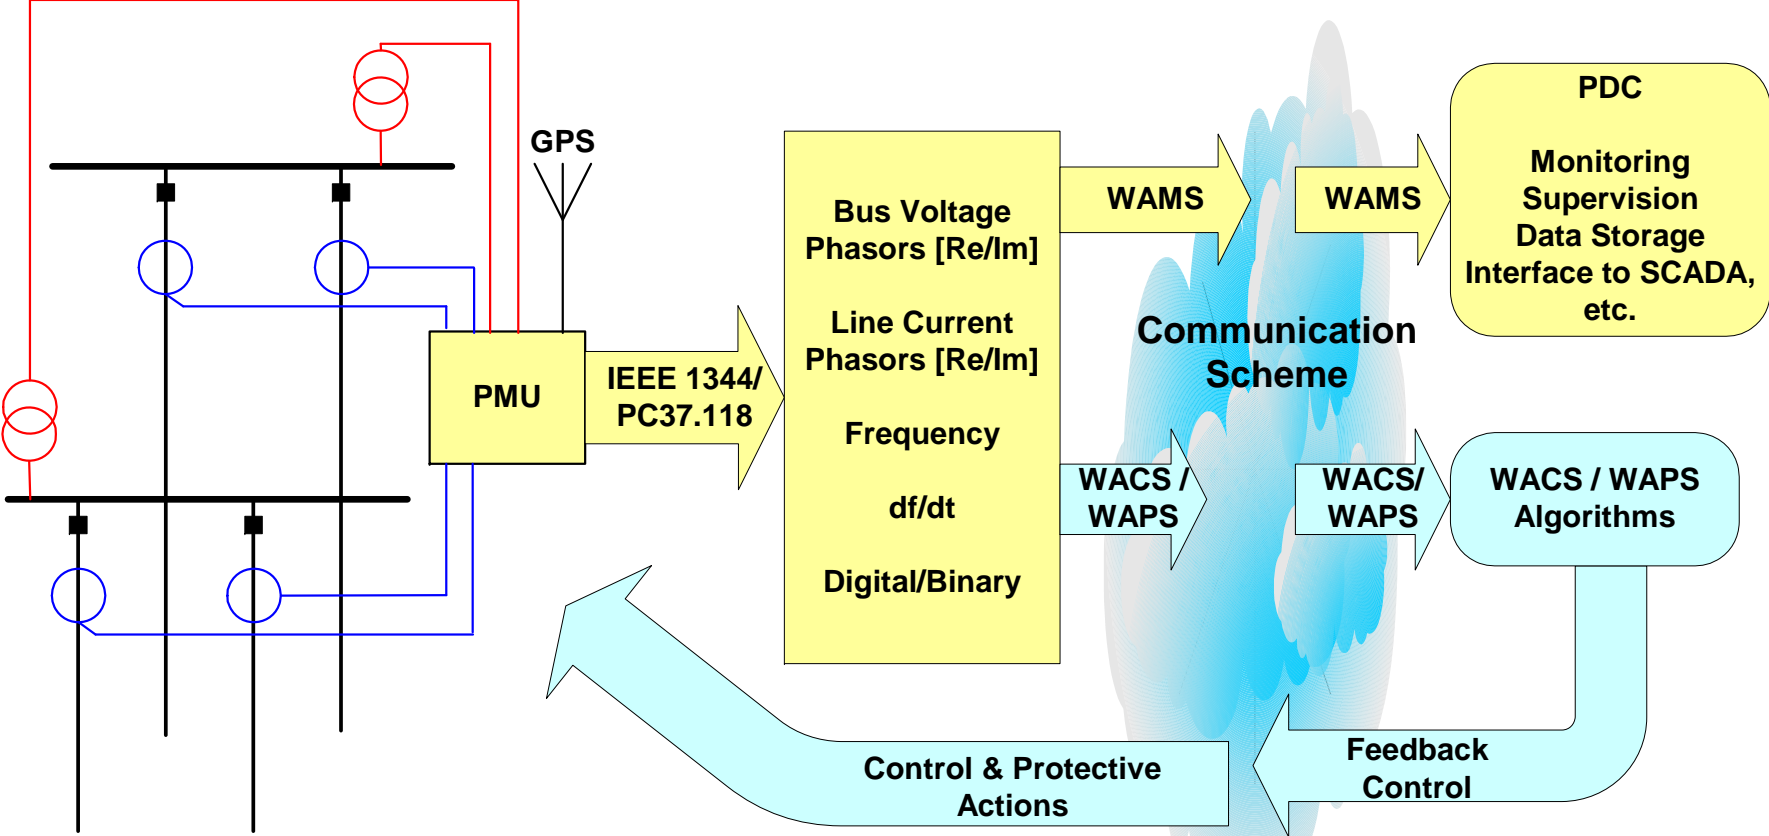 GPS
PMU
IEEE 1344/
PC37.118
Bus Voltage
Phasors [Re/Im]
Line Current
Phasors [Re/Im]
Frequency
df/dt
Digital/Binary
WAMS
WAMS
PDC
Monitoring
Supervision
Data Storage
Interface to SCADA,
etc.
Communication
Scheme
WACS /
WAPS
WACS/
WAPS
WACS / WAPS
Algorithms
Feedback
Control
Control & Protective
Actions